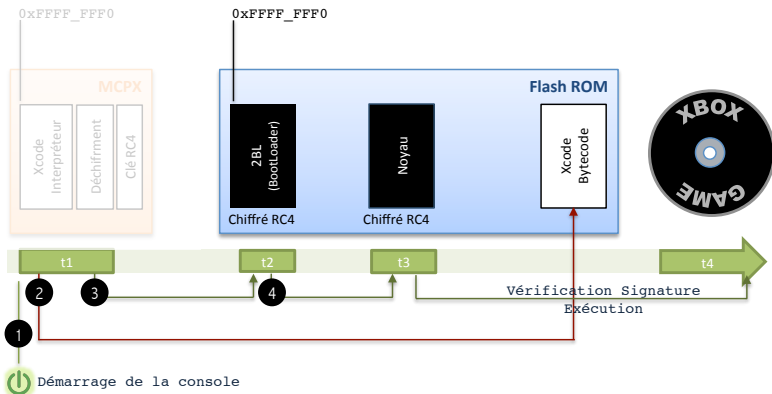 0xFFFF_FFF0
0xFFFF_FFF0
MCPX
Flash ROM
Xcode
Interpréteur
Déchifrment
Clé RC4
2BL
(BootLoader)
Noyau
Xcode
Bytecode
XBOX
GAME
Chiffré RC4
Chiffré RC4
t1
t2
t3
t4
2
3
4
Vérification Signature
Exécution
1
Démarrage de la console